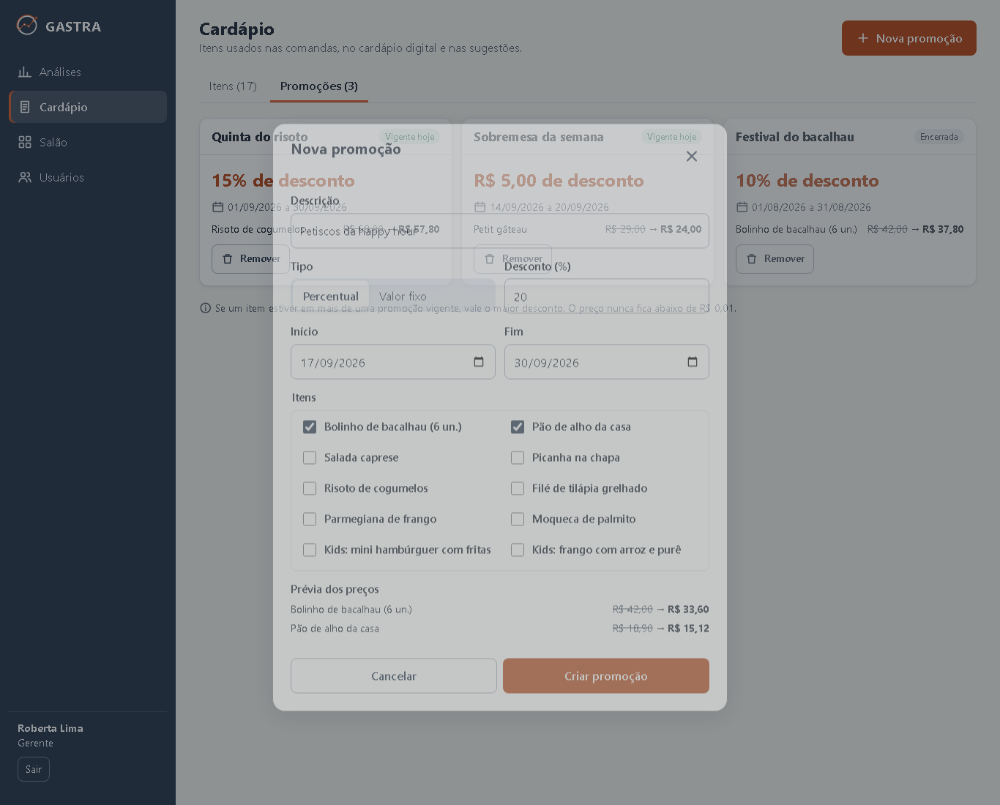 GASTRA
Análises
Cardápio
Salão
Usuários
Roberta Lima
Gerente
Sair
Cardápio
Itens usados nas comandas, no cardápio digital e nas sugestões.
Nova promoção
Itens (17)
Promoções (3)
Quinta do risoto
Vigente hoje
15% de desconto
01/09/2026 a 30/09/2026
Risoto de cogumelos
R$ 68,00 → R$ 57,80
Remover
Sobremesa da semana
Vigente hoje
R$ 5,00 de desconto
14/09/2026 a 20/09/2026
Petit gâteau
R$ 29,00 → R$ 24,00
Remover
Festival do bacalhau
Encerrada
10% de desconto
01/08/2026 a 31/08/2026
Bolinho de bacalhau (6 un.)
R$ 42,00 → R$ 37,80
Remover
Se um item estiver em mais de uma promoção vigente, vale o maior desconto. O preço nunca fica abaixo de R$ 0,01.
Nova promoção
Descrição
Petiscos da happy hour
Tipo
Percentual
Valor fixo
Desconto (%)
20
Início
17/09/2026
Fim
30/09/2026
Itens
Bolinho de bacalhau (6 un.)
Pão de alho da casa
Salada caprese
Picanha na chapa
Risoto de cogumelos
Filé de tilápia grelhado
Parmegiana de frango
Moqueca de palmito
Kids: mini hambúrguer com fritas
Kids: frango com arroz e purê
Prévia dos preços
Bolinho de bacalhau (6 un.)
R$ 42,00 → R$ 33,60
Pão de alho da casa
R$ 18,90 → R$ 15,12
Cancelar
Criar promoção